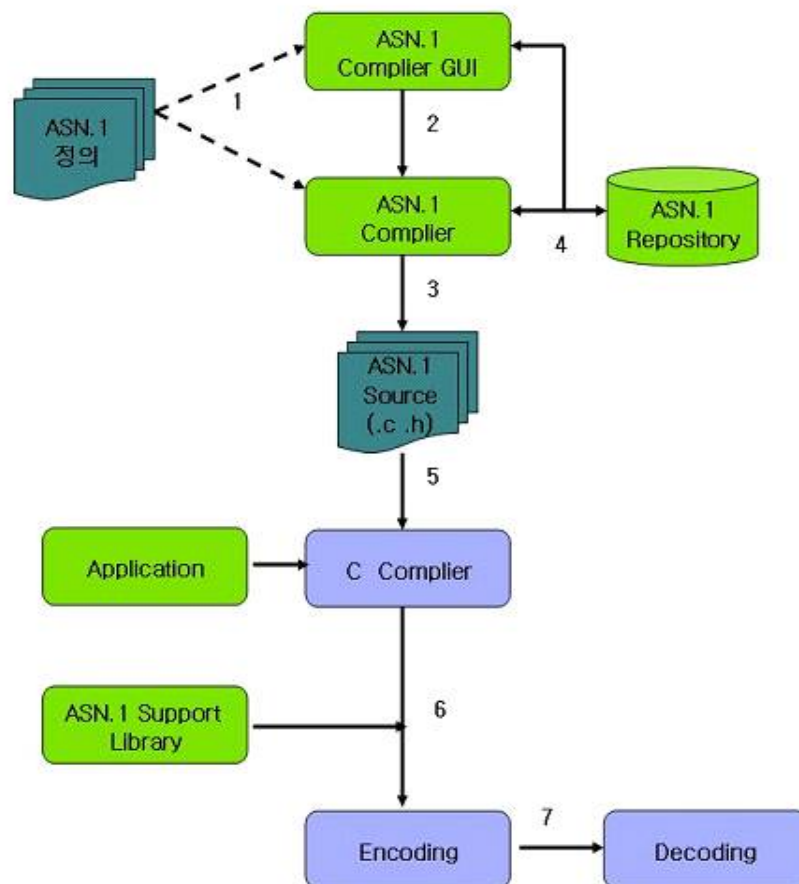 ASN.1
Complier GUI
1
ASN.1
정의
2
ASN.1
Complier
4
ASN.1
Repository
3
ASN.1
Source
(.c .h)
5
Application
C Complier
ASN.1 Support
Library
6
Encoding
7
Decoding